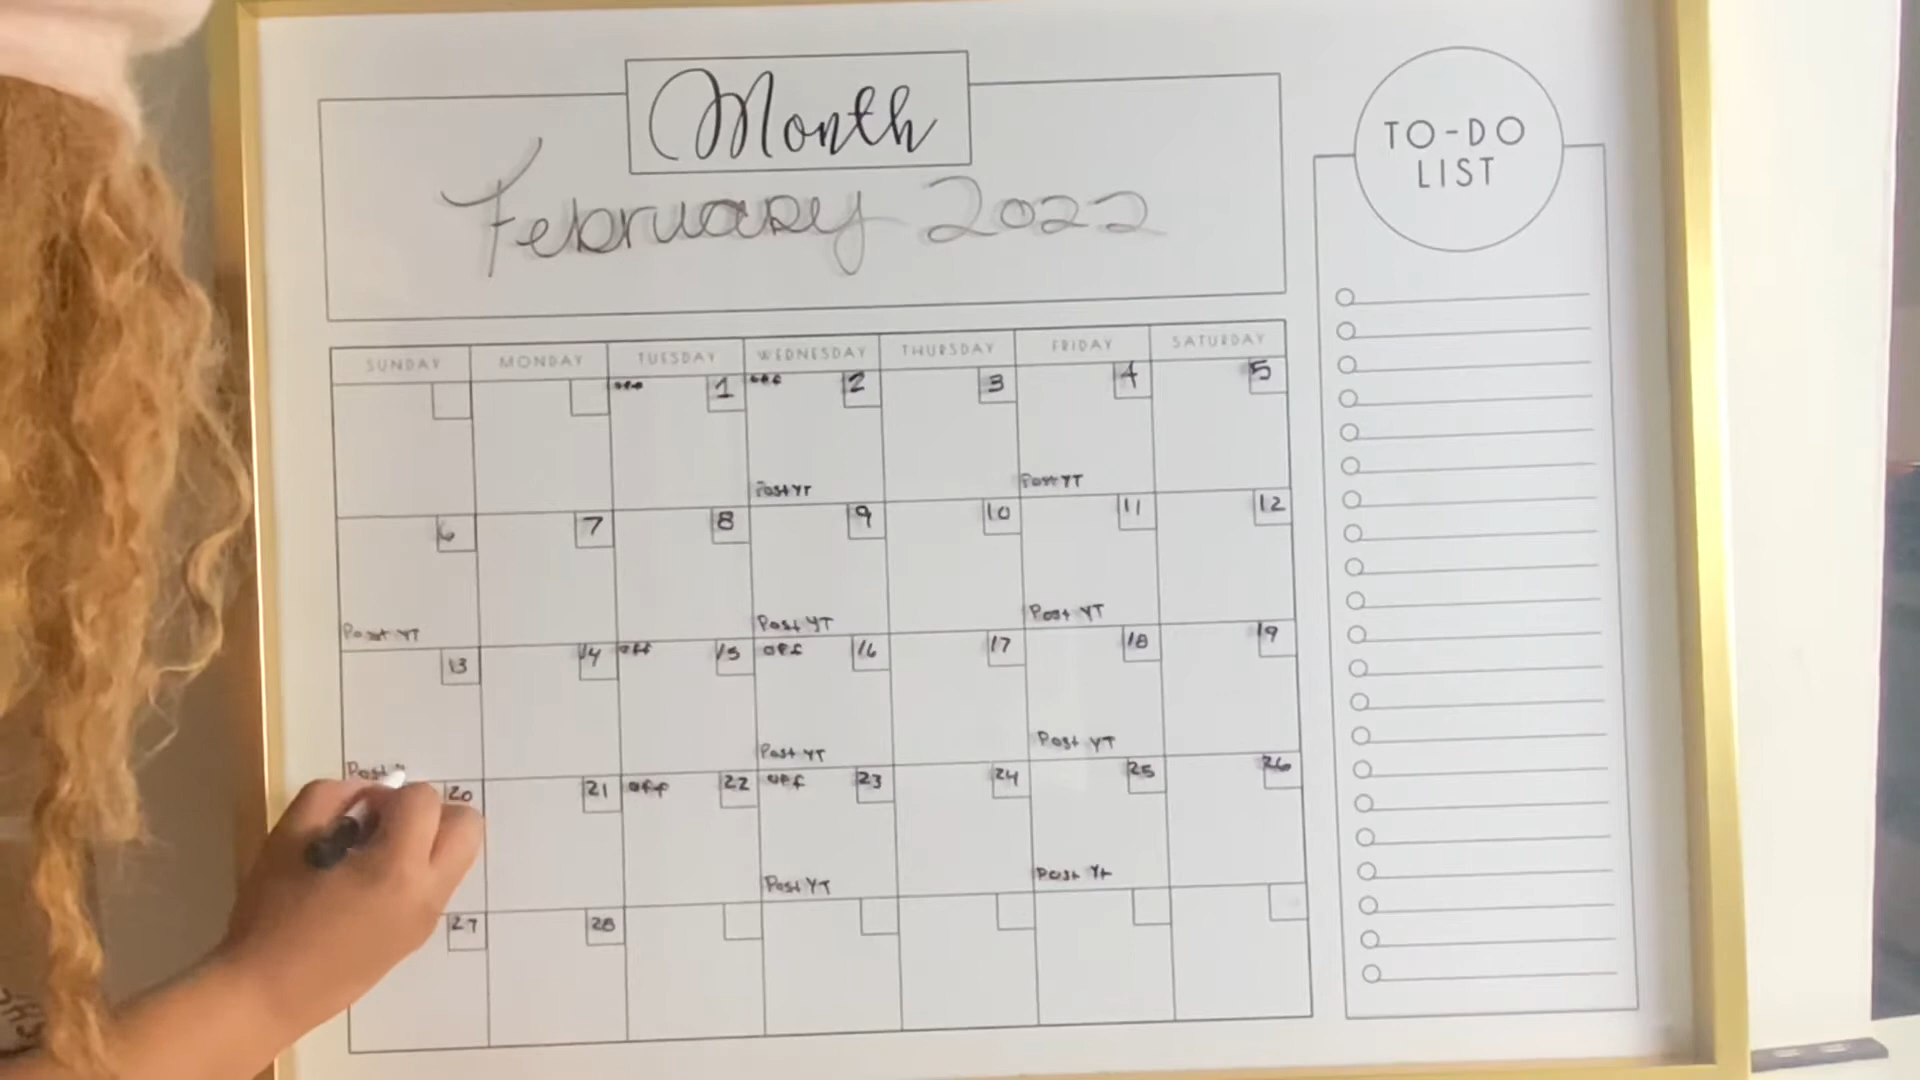 Month
February 2022
TO-DO
LIST
SUNDAY MONDAY TUESDAY WEDNESDAY THURSDAY FRIDAY SATURDAY
off 1 off 2 3 4 5
Post YT Post YT
6 7 8 9 10 11 12
Post YT Post YT Post YT
13 14 off 15 off 16 17 18 19
Post Post YT Post YT
20 21 off 22 off 23 24 25 26
Post YT Post Yt
27 28